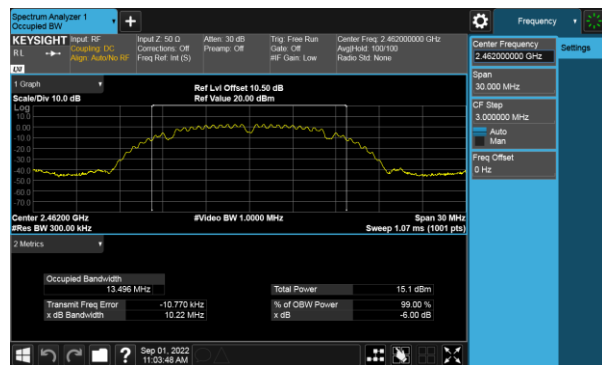 Spectrum Analyzer 1
Occupied BW
Frequency
KEYSIGHT
RL
Input: RF
Coupling: DC
Align: Auto/No RF
Input Z: 50 Ω
Corrections: Off
Freq Ref: Int (S)
Atten: 30 dB
Preamp: Off
Trig: Free Run
Gate: Off
#IF Gain: Low
Center Freq: 2.462000000 GHz
Avg|Hold: 100/100
Radio Std: None
Center Frequency
2.462000000 GHz
Settings
Span
30.000 MHz
CF Step
3.000000 MHz
Auto
Man
Freq Offset
0 Hz
1 Graph
Scale/Div 10.0 dB
Ref Lvl Offset 10.50 dB
Ref Value 20.00 dBm
Log
10.0
0.00
-10.0
-20.0
-30.0
-40.0
-50.0
-60.0
-70.0
Center 2.46200 GHz
#Res BW 300.00 kHz
#Video BW 1.0000 MHz
Span 30 MHz
Sweep 1.07 ms (1001 pts)
2 Metrics
Occupied Bandwidth
13.496 MHz
Total Power 15.1 dBm
Transmit Freq Error -10.770 kHz
% of OBW Power 99.00 %
x dB Bandwidth 10.22 MHz
x dB -6.00 dB
?
Sep 01, 2022
11:03:48 AM